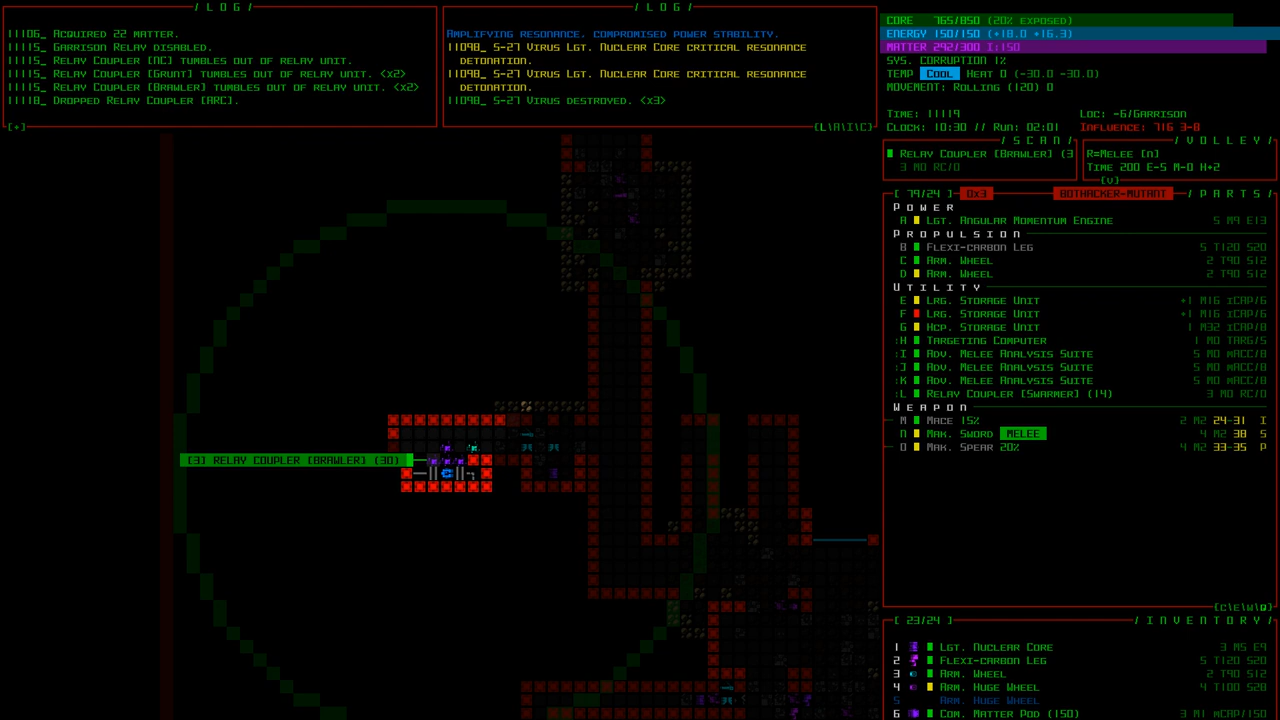 / L O G /
11106_ Acquired 22 matter.
11115_ Garrison Relay disabled.
11115_ Relay Coupler [NC] tumbles out of relay unit.
11115_ Relay Coupler [Grunt] tumbles out of relay unit. <x2>
11115_ Relay Coupler [Brawler] tumbles out of relay unit. <x2>
11118_ Dropped Relay Coupler [ARC].
[+]
/ L O G /
Amplifying resonance. compromised power stability.
11098_ S-27 Virus Lgt. Nuclear Core critical resonance
detonation.
11098_ S-27 Virus Lgt. Nuclear Core critical resonance
detonation.
11098_ S-27 Virus destroyed. <x3>
[L\A\I\C]
CORE 765/850 (20% EXPOSED)
ENERGY 150/150 (+18.0 +16.3)
MATTER 292/300 I:150
SYS. CORRUPTION 1%
TEMP COOL HEAT 0 (-30.0 -30.0)
MOVEMENT: Rolling (120) 0
Time: 11119 Loc: -6/Garrison
Clock: 10:30 // Run: 02:01 Influence: 716 3-8
/ S C A N /
Relay Coupler [Brawler] (3
3 M0 RC/0
/ V O L L E Y /
R=Melee [n]
Time 200 E-5 M-0 H+2
[v]
[ 79/24 ] 0x3 BOTHACKER-MUTANT / P A R T S /
P O W E R
A Lgt. Angular Momentum Engine 5 M9 E13
P R O P U L S I O N
B Flexi-carbon Leg 5 T120 S20
C Arm. Wheel 2 T90 S12
D Arm. Wheel 2 T90 S12
U T I L I T Y
E Lrg. Storage Unit +1 M16 iCAP/6
F Lrg. Storage Unit +1 M16 iCAP/6
G Hcp. Storage Unit 1 M32 iCAP/8
:H Targeting Computer 1 M0 TARG/5
:I Adv. Melee Analysis Suite 5 M0 mACC/8
:J Adv. Melee Analysis Suite 5 M0 mACC/8
:K Adv. Melee Analysis Suite 5 M0 mACC/8
:L Relay Coupler [Swarmer] (14) 3 M0 RC/0
W E A P O N
M Mace 15% 2 M2 24-31 I
N Mak. Sword MELEE 4 M2 38 S
O Mak. Spear 20% 4 M2 33-35 P
[C\E\W\Q]
[3] RELAY COUPLER [BRAWLER] (30)
[ 23/24 ] / I N V E N T O R Y /
1 Lgt. Nuclear Core 3 M5 E9
2 Flexi-carbon Leg 5 T120 S20
3 Arm. Wheel 2 T90 S12
4 Arm. Huge Wheel 4 T100 S28
5 Arm. Huge Wheel
6 Com. Matter Pod (150) 3 M1 mCAP/150